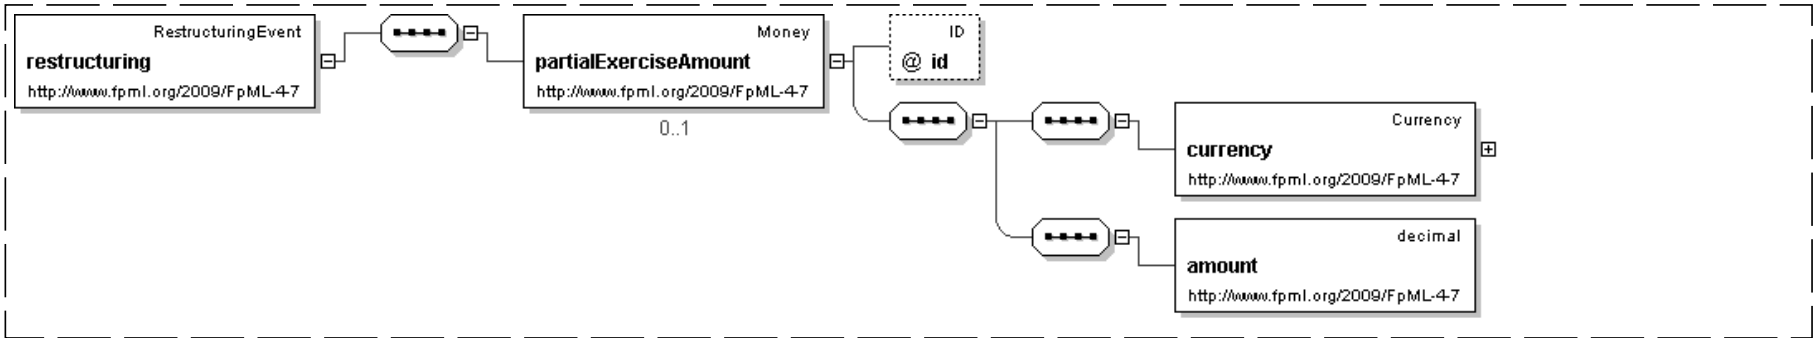 RestructuringEvent
restructuring
http://www.fpml.org/2009/FpML-4-7
Money
partialExerciseAmount
http://www.fpml.org/2009/FpML-4-7
0..1
ID
@ id
Currency
currency
http://www.fpml.org/2009/FpML-4-7
decimal
amount
http://www.fpml.org/2009/FpML-4-7